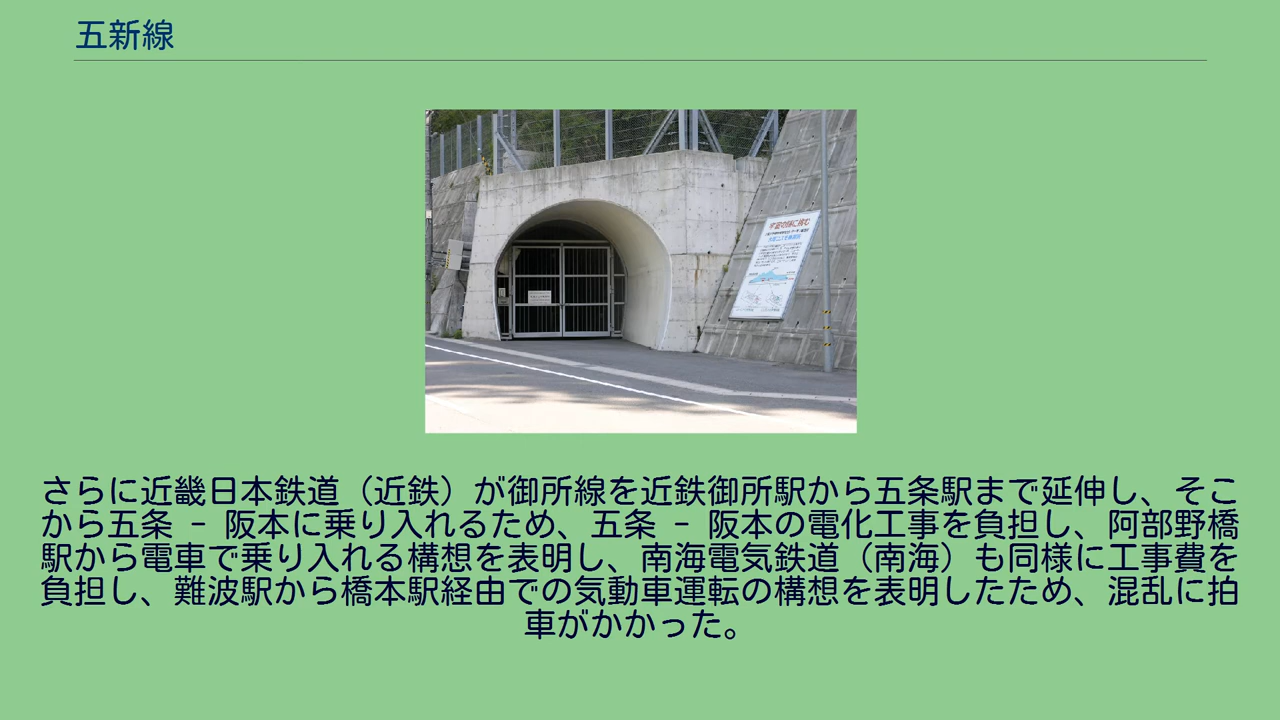 五新線
宇宙の謎に挑む
さらに近畿日本鉄道（近鉄）が御所線を近鉄御所駅から五条駅まで延伸し、そこ
から五条 － 阪本に乗り入れるため、五条 － 阪本の電化工事を負担し、阿部野橋
駅から電車で乗り入れる構想を表明し、南海電気鉄道（南海）も同様に工事費を
負担し、難波駅から橋本駅経由での気動車運転の構想を表明したため、混乱に拍
車がかかった。